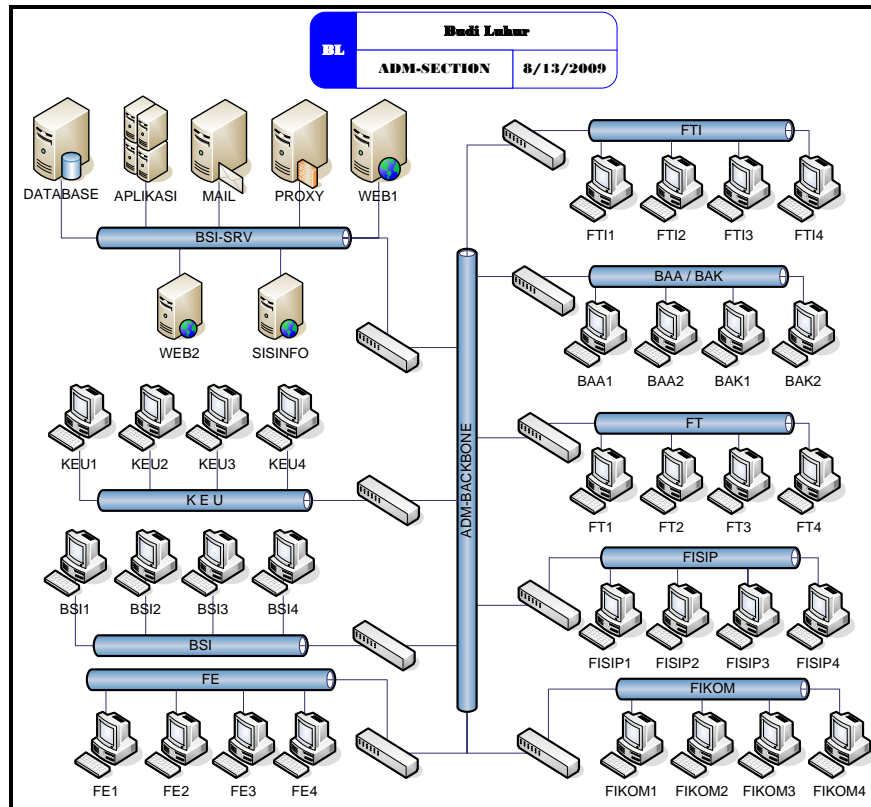 BL
Budi Luhur
ADM-SECTION 8/13/2009
DATABASE APLIKASI MAIL PROXY WEB1
BSI-SRV
WEB2 SISINFO
KEU1 KEU2 KEU3 KEU4
K E U
BSI1 BSI2 BSI3 BSI4
BSI
FE
FE1 FE2 FE3 FE4
ADM-BACKBONE
FTI
FTI1 FTI2 FTI3 FTI4
BAA / BAK
BAA1 BAA2 BAK1 BAK2
FT
FT1 FT2 FT3 FT4
FISIP
FISIP1 FISIP2 FISIP3 FISIP4
FIKOM
FIKOM1 FIKOM2 FIKOM3 FIKOM4